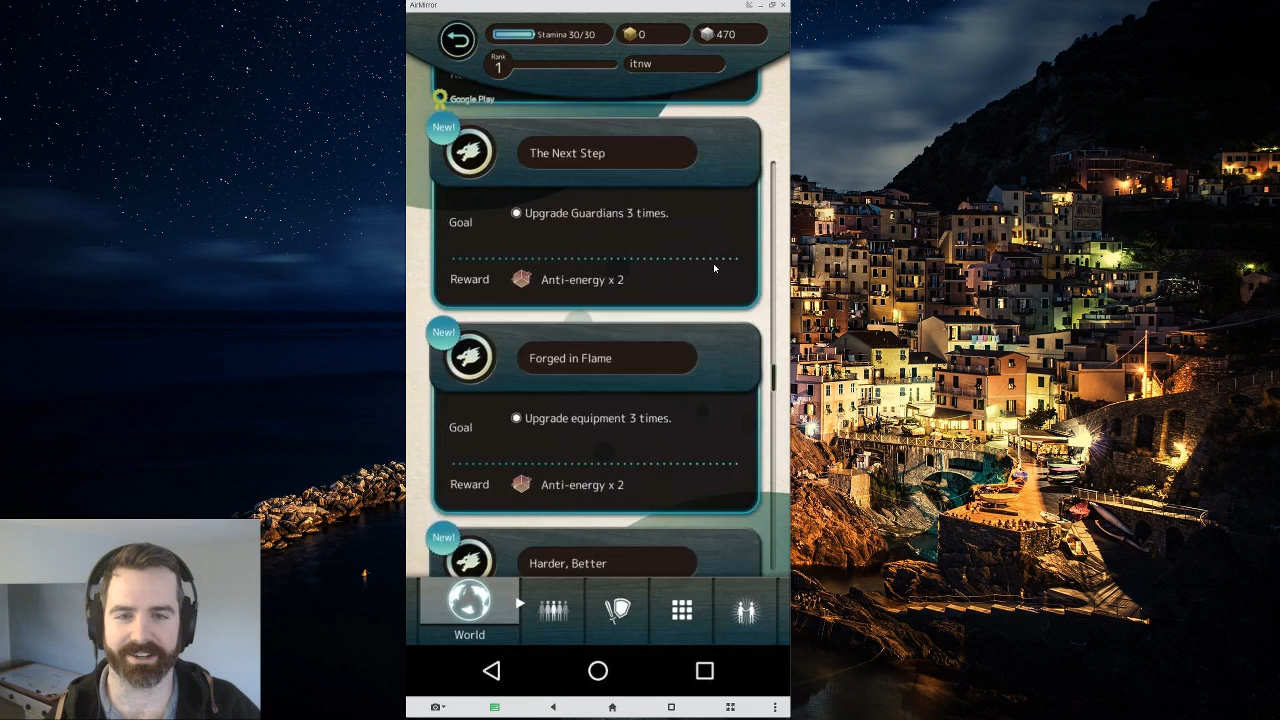 AirMirror
Stamina 30/30
0
470
Rank
1
itnw
Google Play
New!
The Next Step
Goal
Upgrade Guardians 3 times.
Reward
Anti-energy x 2
New!
Forged in Flame
Goal
Upgrade equipment 3 times.
Reward
Anti-energy x 2
New!
Harder, Better
World